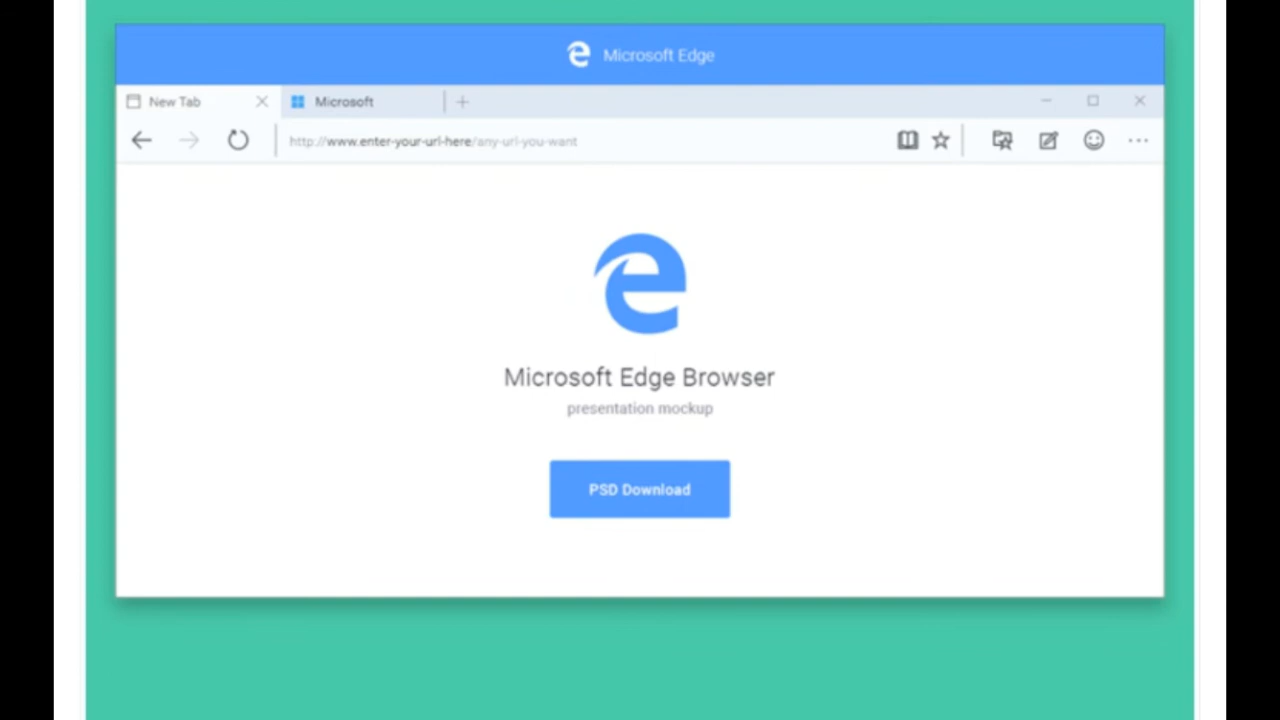 Microsoft Edge
New Tab
Microsoft
http://www.enter-your-url-here/any-url-you-want
Microsoft Edge Browser
presentation mockup
PSD Download